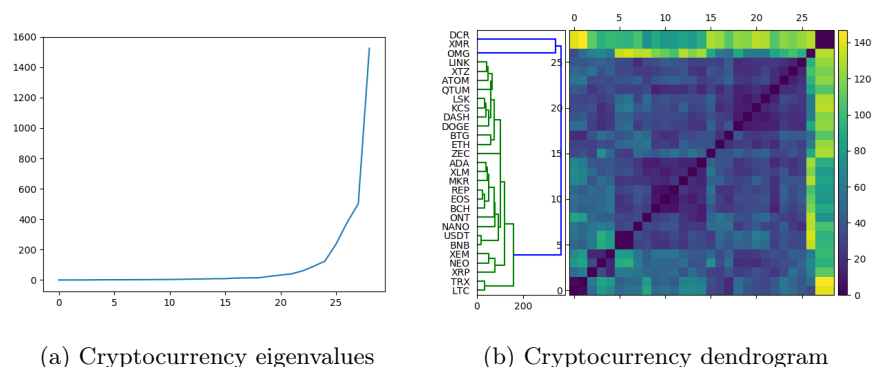 1600
1400
1200
1000
800
600
400
200
0
0 5 10 15 20 25
(a) Cryptocurrency eigenvalues
0 5 10 15 20 25
DCR
XMR
OMG
LINK
XTZ
ATOM
QTUM
LSK
KCS
DASH
DOGE
BTG
ETH
ZEC
ADA
XLM
MKR
REP
EOS
BCH
ONT
NANO
USDT
BNB
XEM
NEO
XRP
TRX
LTC
0 200
25
20
15
10
5
0
140
120
100
80
60
40
20
0
(b) Cryptocurrency dendrogram